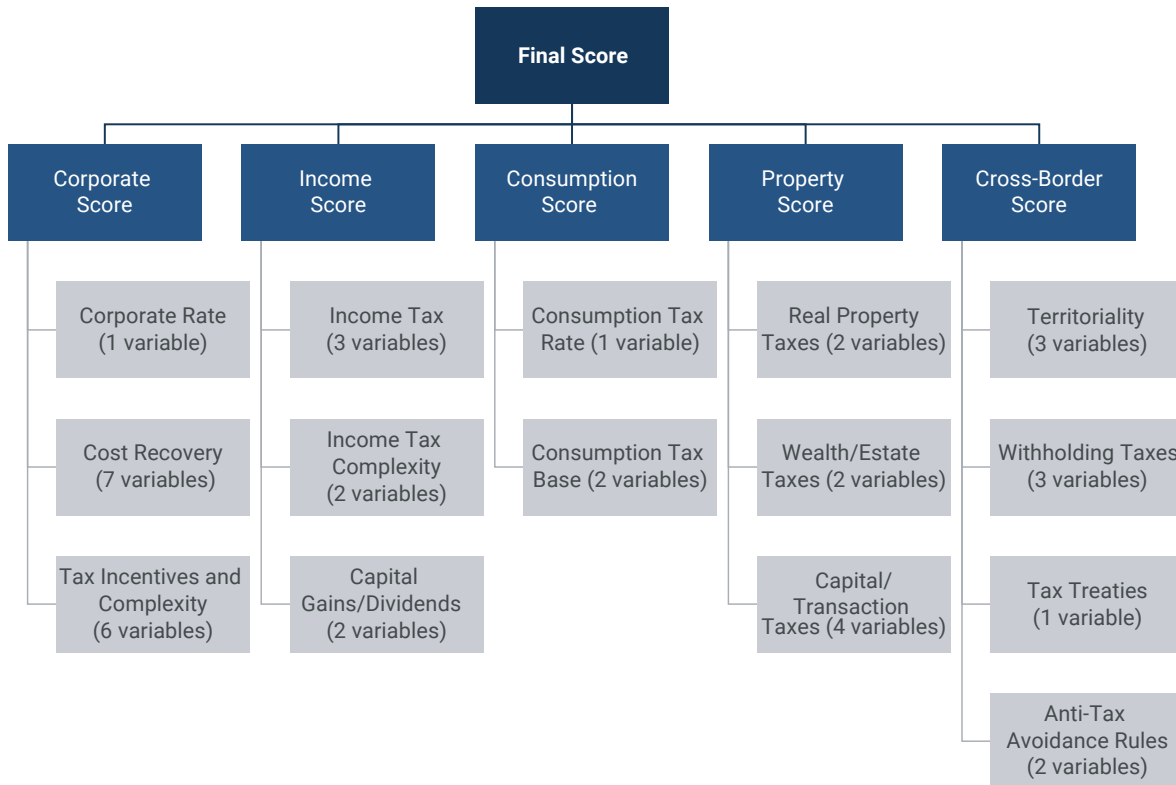 Final Score
Corporate
Score
Income
Score
Consumption
Score
Property
Score
Cross-Border
Score
Corporate Rate
(1 variable)
Cost Recovery
(7 variables)
Tax Incentives and
Complexity
(6 variables)
Income Tax
(3 variables)
Income Tax
Complexity
(2 variables)
Capital
Gains/Dividends
(2 variables)
Consumption Tax
Rate (1 variable)
Consumption Tax
Base (2 variables)
Real Property
Taxes (2 variables)
Wealth/Estate
Taxes (2 variables)
Capital/
Transaction
Taxes (4 variables)
Territoriality
(3 variables)
Withholding Taxes
(3 variables)
Tax Treaties
(1 variable)
Anti-Tax
Avoidance Rules
(2 variables)